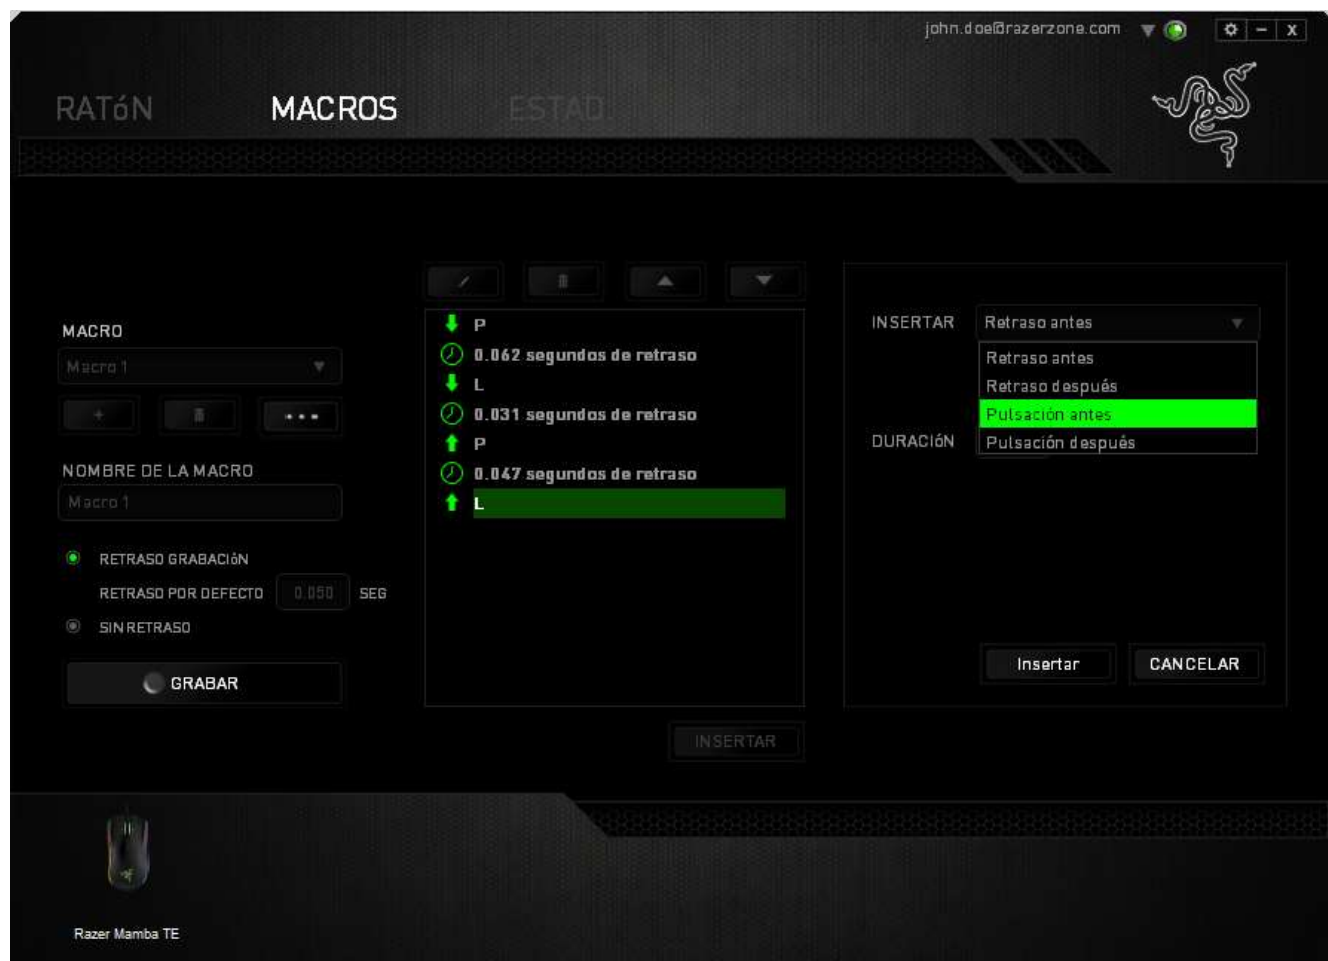 john.doe@razerzone.com
RATóN MACROS ESTAD.
MACRO
Macro 1
NOMBRE DE LA MACRO
Macro 1
RETRASO GRABACIóN
RETRASO POR DEFECTO 0.050 SEG
SIN RETRASO
GRABAR
P
0.062 segundos de retraso
L
0.031 segundos de retraso
P
0.047 segundos de retraso
L
INSERTAR
INSERTAR Retraso antes
Retraso antes
Retraso después
Pulsación antes
Pulsación después
DURACIóN
Insertar CANCELAR
Razer Mamba TE